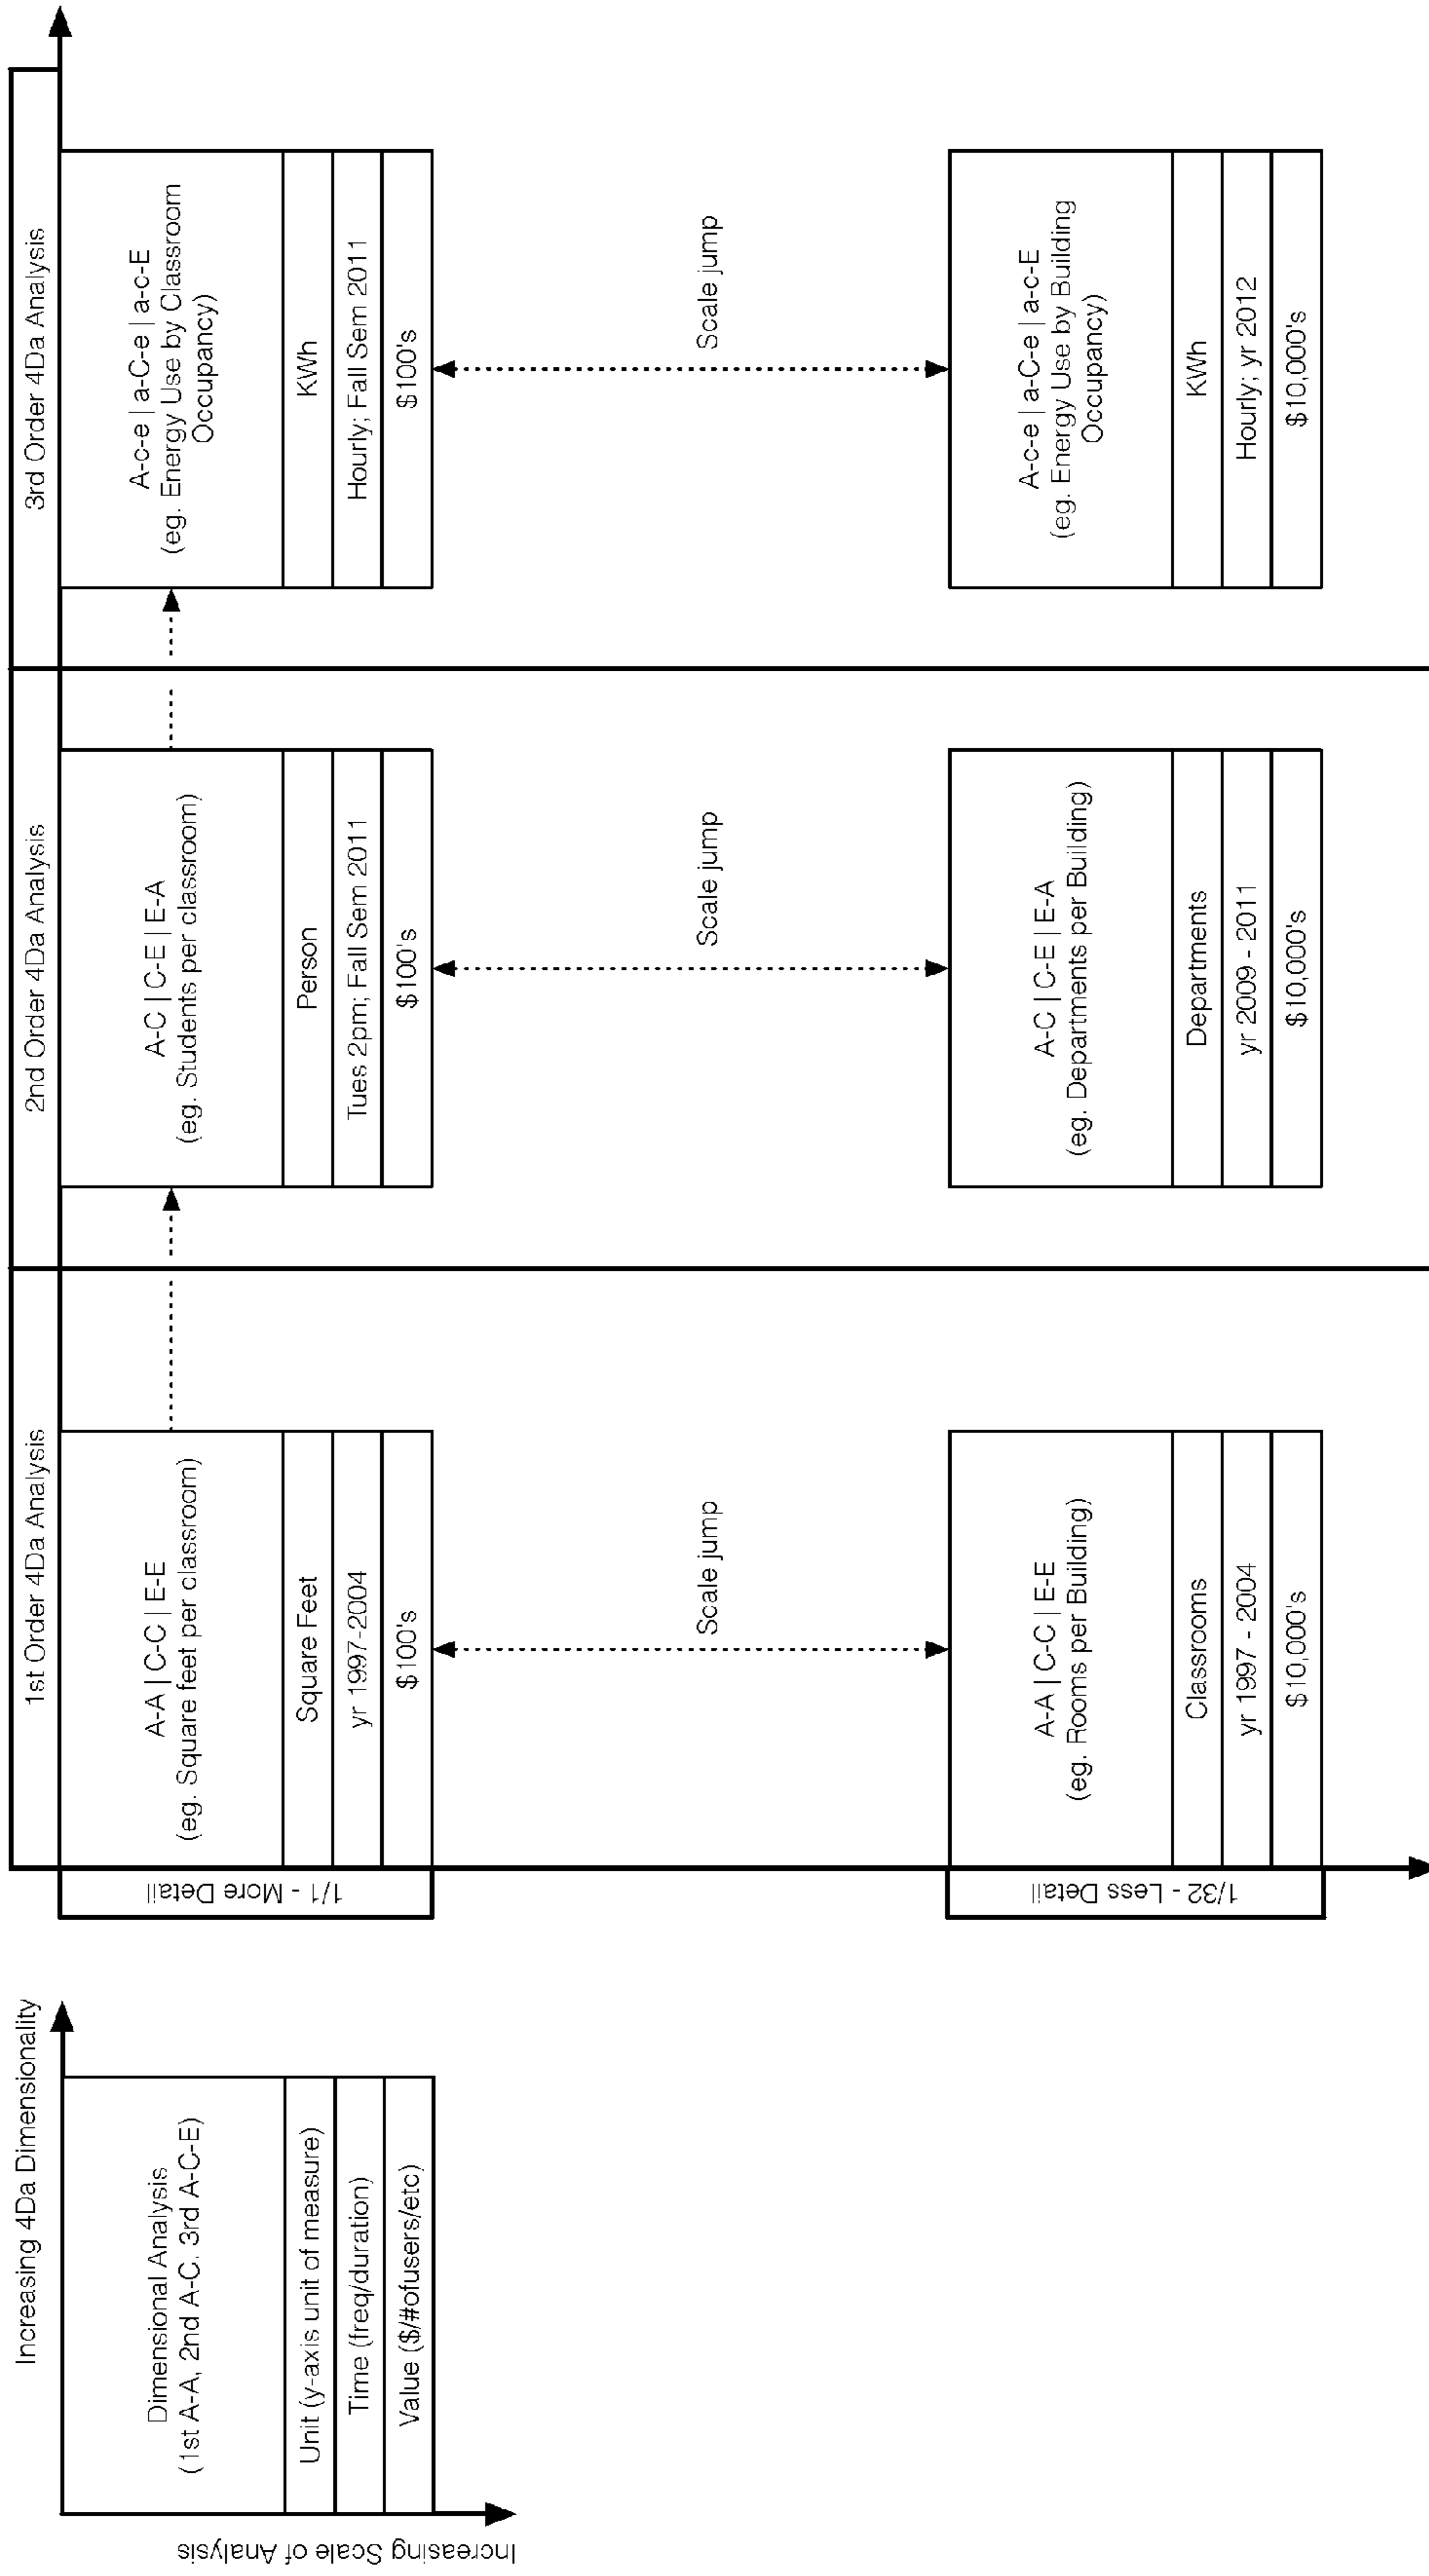 Increasing 4Da Dimensionality
Increasing Scale of Analysis
Dimensional Analysis
(1st A-A, 2nd A-C, 3rd A-C-E)
Unit (y-axis unit of measure)
Time (freq/duration)
Value ($/#ofusers/etc)
1st Order 4Da Analysis
2nd Order 4Da Analysis
3rd Order 4Da Analysis
1/1 - More Detail
A-A | C-C | E-E
(eg. Square feet per classroom)
Square Feet
yr 1997-2004
$100's
A-C | C-E | E-A
(eg. Students per classroom)
Person
Tues 2pm; Fall Sem 2011
$100's
A-c-e | a-C-e | a-c-E
(eg. Energy Use by Classroom
Occupancy)
KWh
Hourly; Fall Sem 2011
$100's
Scale jump
Scale jump
Scale jump
1/32 - Less Detail
A-A | C-C | E-E
(eg. Rooms per Building)
Classrooms
yr 1997 - 2004
$10,000's
A-C | C-E | E-A
(eg. Departments per Building)
Departments
yr 2009 - 2011
$10,000's
A-c-e | a-C-e | a-c-E
(eg. Energy Use by Building
Occupancy)
KWh
Hourly; yr 2012
$10,000's